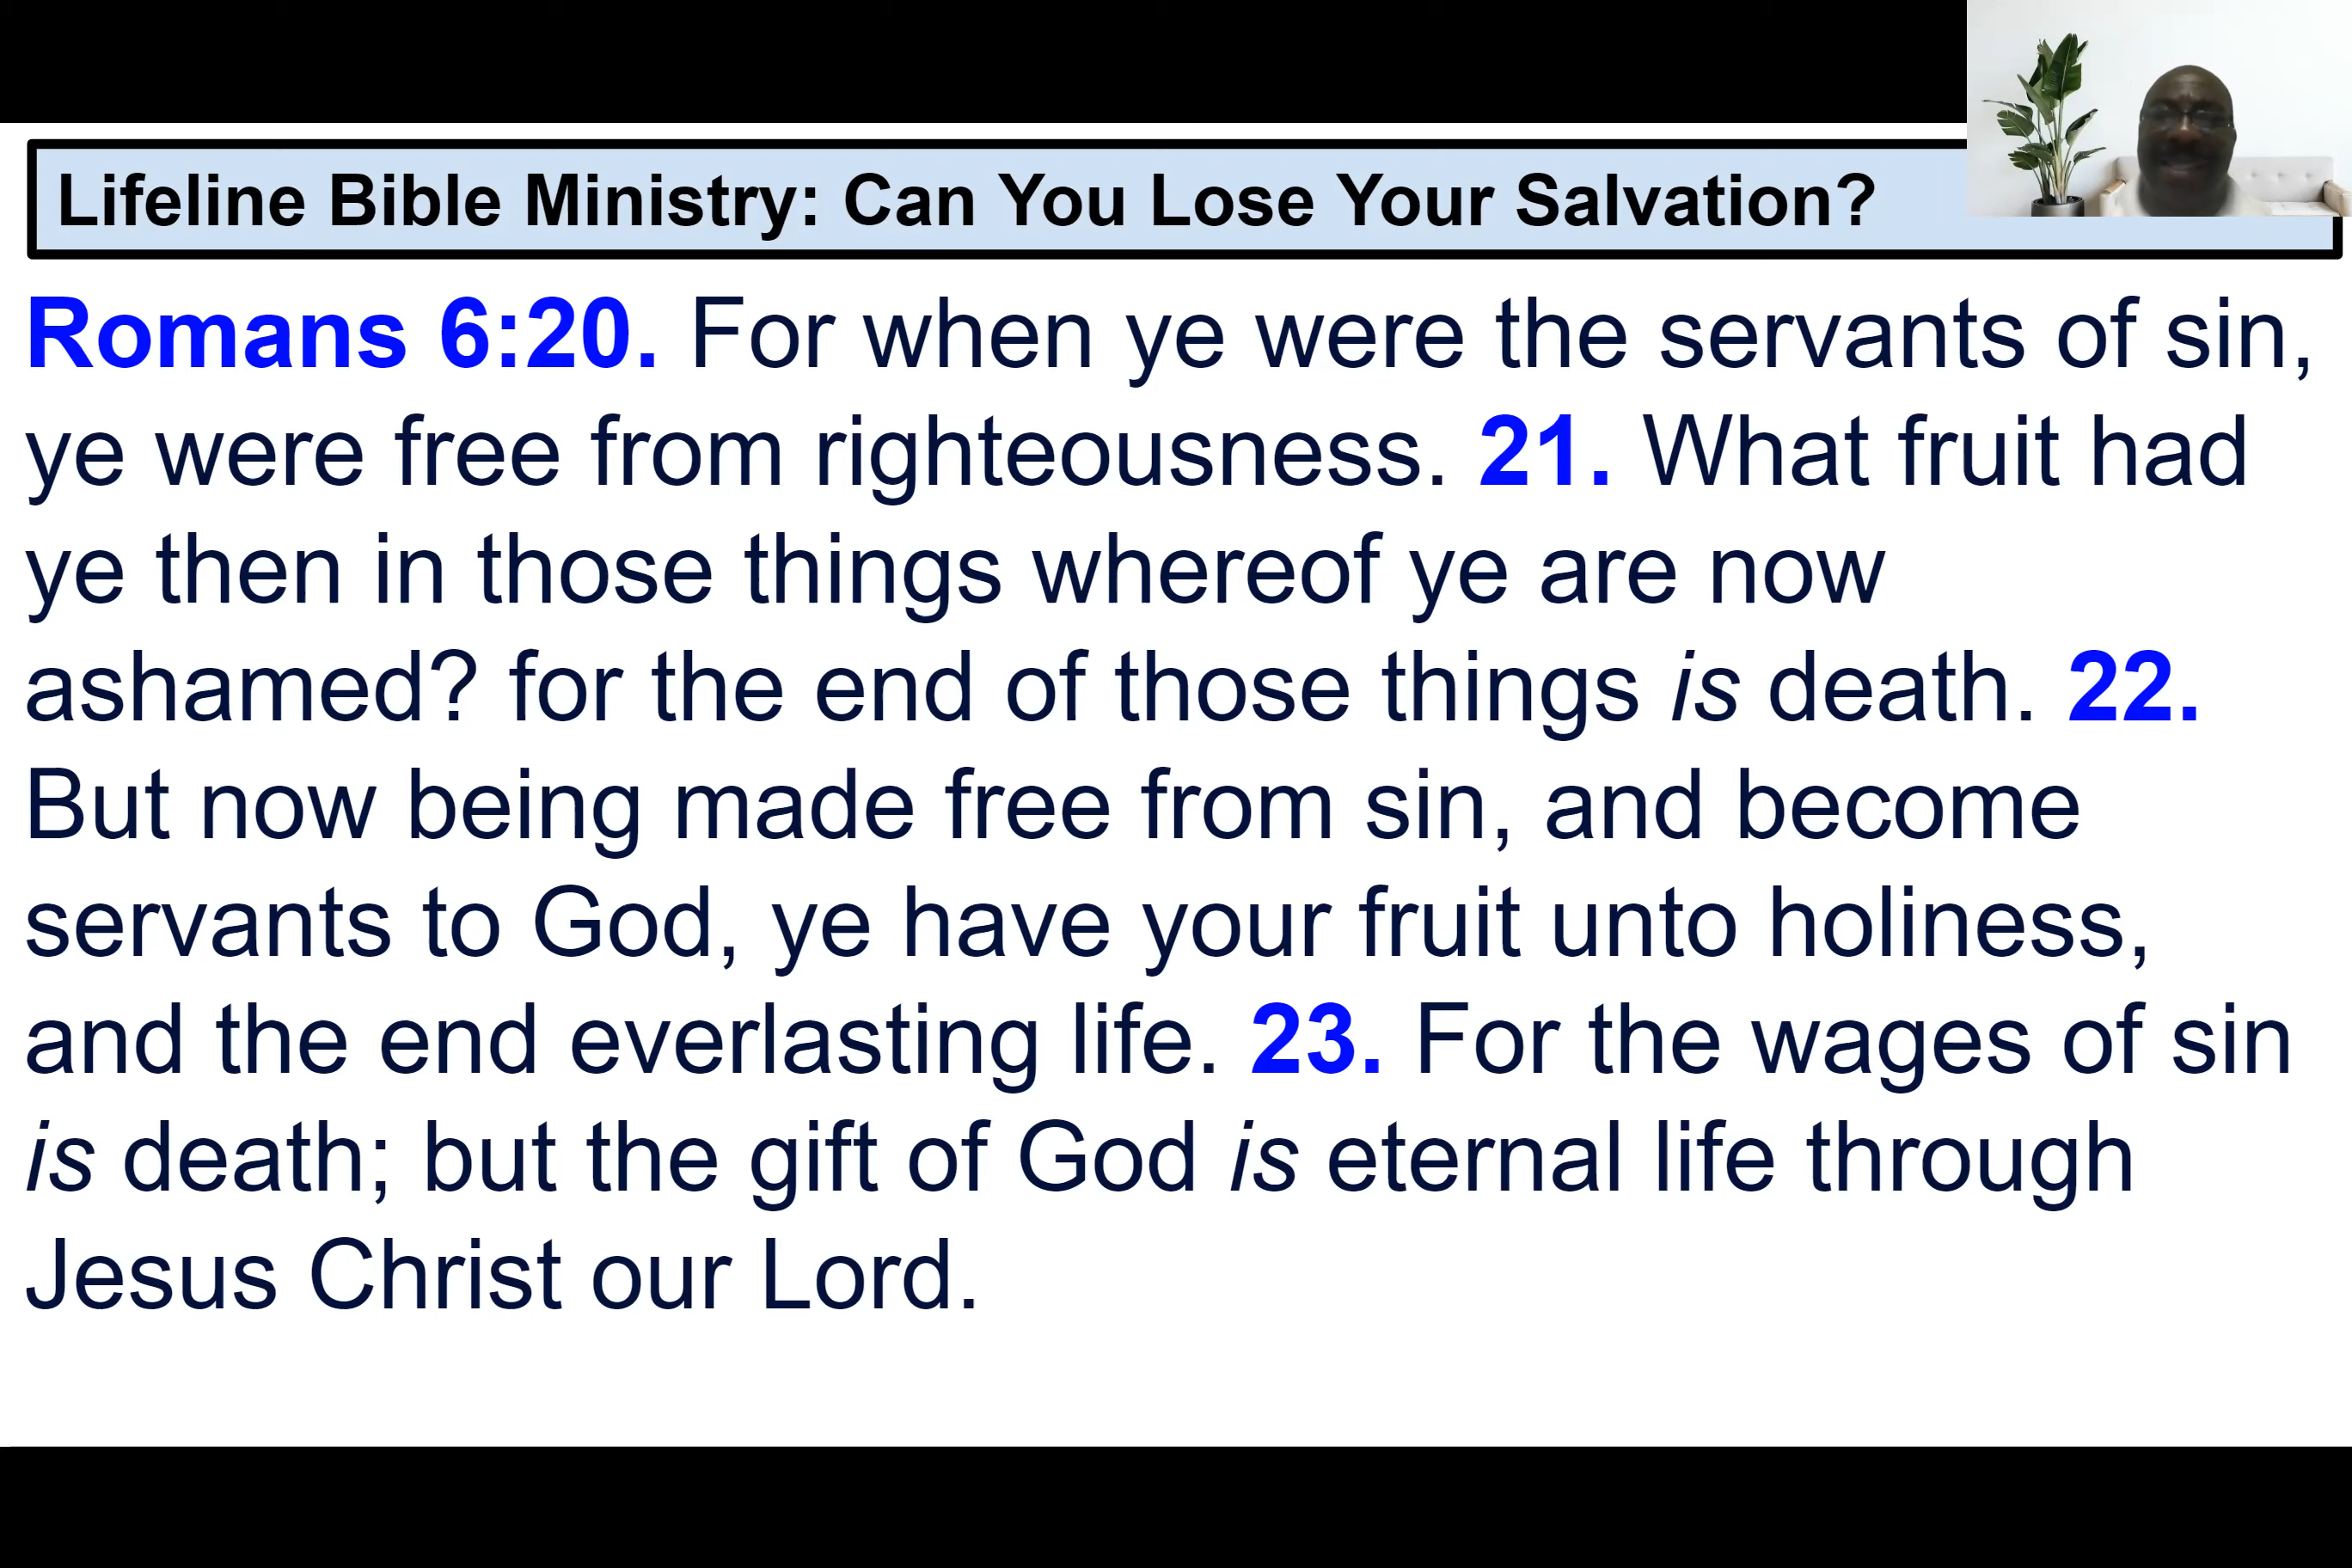 Lifeline Bible Ministry: Can You Lose Your Salvation?
Romans 6:20. For when ye were the servants of sin,
ye were free from righteousness. 21. What fruit had
ye then in those things whereof ye are now
ashamed? for the end of those things is death. 22.
But now being made free from sin, and become
servants to God, ye have your fruit unto holiness,
and the end everlasting life. 23. For the wages of sin
is death; but the gift of God is eternal life through
Jesus Christ our Lord.